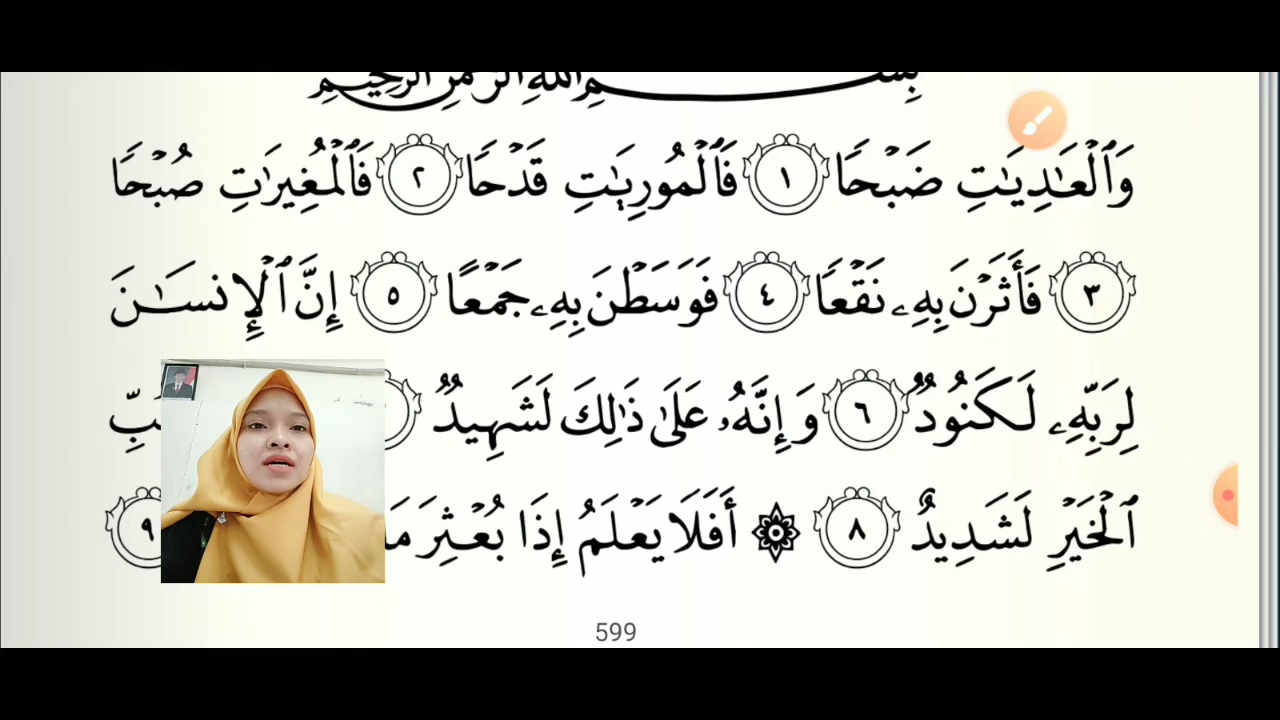 بِسْمِ ٱللَّهِ ٱلرَّحْمَٰنِ ٱلرَّحِيمِ
وَٱلْعَٰدِيَٰتِ ضَبْحًا ١ فَٱلْمُورِيَٰتِ قَدْحًا ٢ فَٱلْمُغِيرَٰتِ صُبْحًا
٣ فَأَثَرْنَ بِهِۦ نَقْعًا ٤ فَوَسَطْنَ بِهِۦ جَمْعًا ٥ إِنَّ ٱلْإِنسَٰنَ
لِرَبِّهِۦ لَكَنُودٌ ٦ وَإِنَّهُۥ عَلَىٰ ذَٰلِكَ لَشَهِيدٌ
ٱلْخَيْرِ لَشَدِيدٌ ٨ ۞ أَفَلَا يَعْلَمُ إِذَا بُعْثِرَ ٩
599